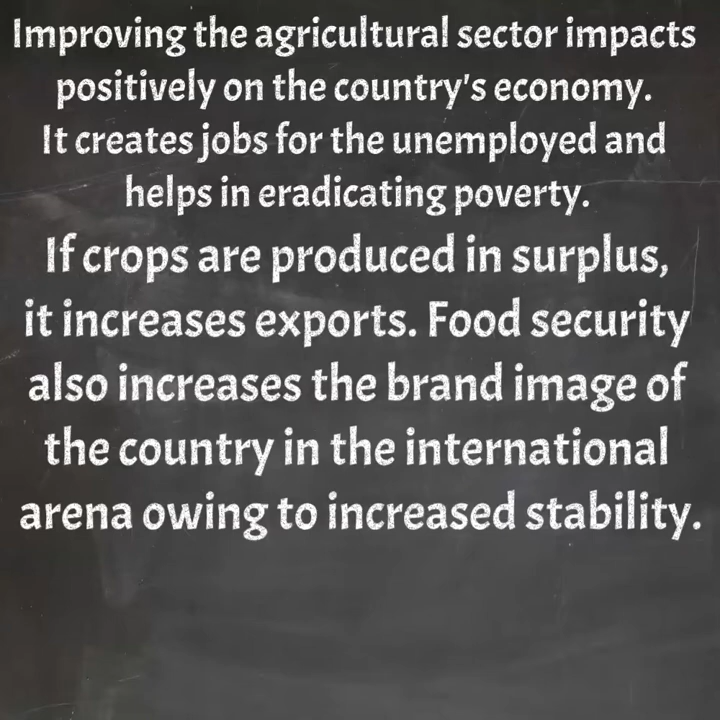 Improving the agricultural sector impacts
positively on the country's economy.
It creates jobs for the unemployed and
helps in eradicating poverty.
If crops are produced in surplus,
it increases exports. Food security
also increases the brand image of
the country in the international
arena owing to increased stability.